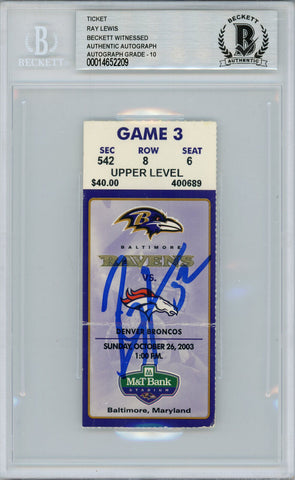 TICKET
RAY LEWIS
BECKETT WITNESSED
AUTHENTIC AUTOGRAPH
AUTOGRAPH GRADE - 10
00014652209
BECKETT
BECKETT
AUTHENTIC
GAME 3
SEC ROW SEAT
542 8 6
UPPER LEVEL
$40.00 400689
BALTIMORE
RAVENS
VS.
DENVER BRONCOS
SUNDAY, OCTOBER 26, 2003
1:00 PM.
M&T Bank
STADIUM
Baltimore, Maryland